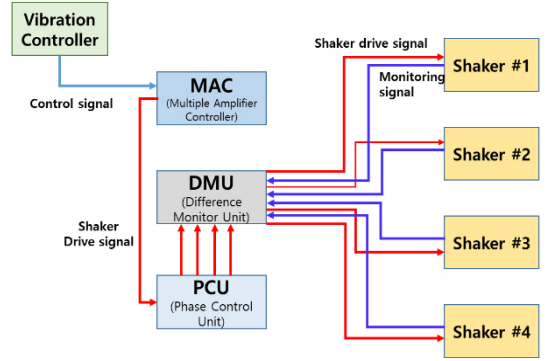 Vibration
Controller
Control signal
MAC
(Multiple Amplifier
Controller)
Shaker drive signal
Monitoring
signal
Shaker #1
Shaker #2
DMU
(Difference
Monitor Unit)
Shaker
Drive signal
Shaker #3
PCU
(Phase Control
Unit)
Shaker #4